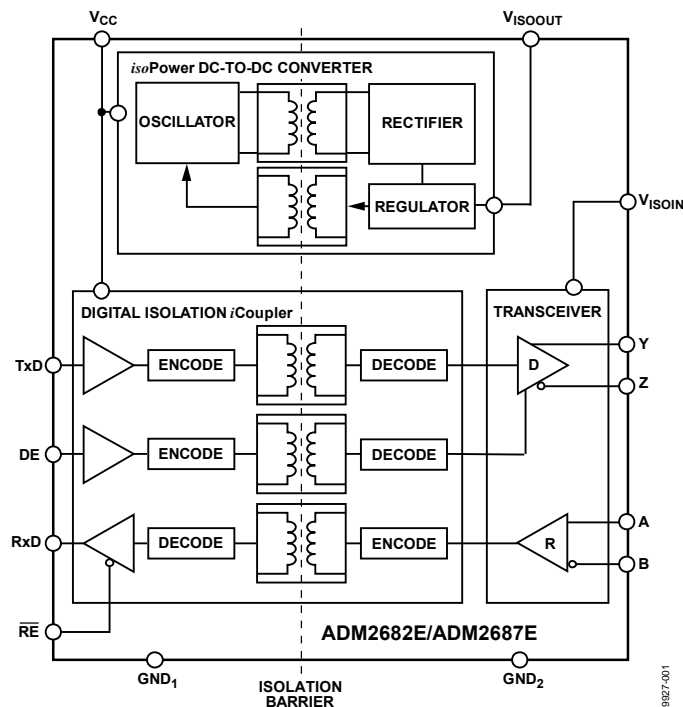 VCC
VISOOUT
isoPower DC-TO-DC CONVERTER
OSCILLATOR
RECTIFIER
REGULATOR
VISOIN
DIGITAL ISOLATION iCoupler
TRANSCEIVER
TxD
ENCODE
DECODE
D
Y
Z
DE
ENCODE
DECODE
RxD
DECODE
ENCODE
R
A
B
RE
ADM2682E/ADM2687E
GND1
ISOLATION
BARRIER
GND2
9927-001